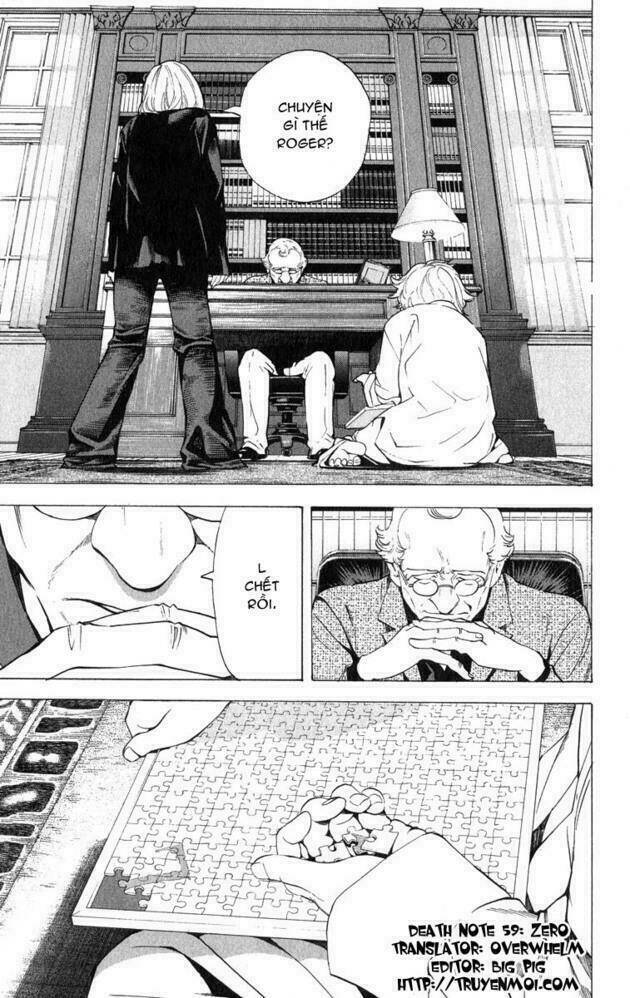 CHUYỆN
GÌ THẾ
ROGER?
L
CHẾT
RỒI.
DEATH NOTE 59: ZERO
TRANSLATOR: OVERWHELM
EDITOR: BIG PIG
HTTP://TRUYENMOI.COM